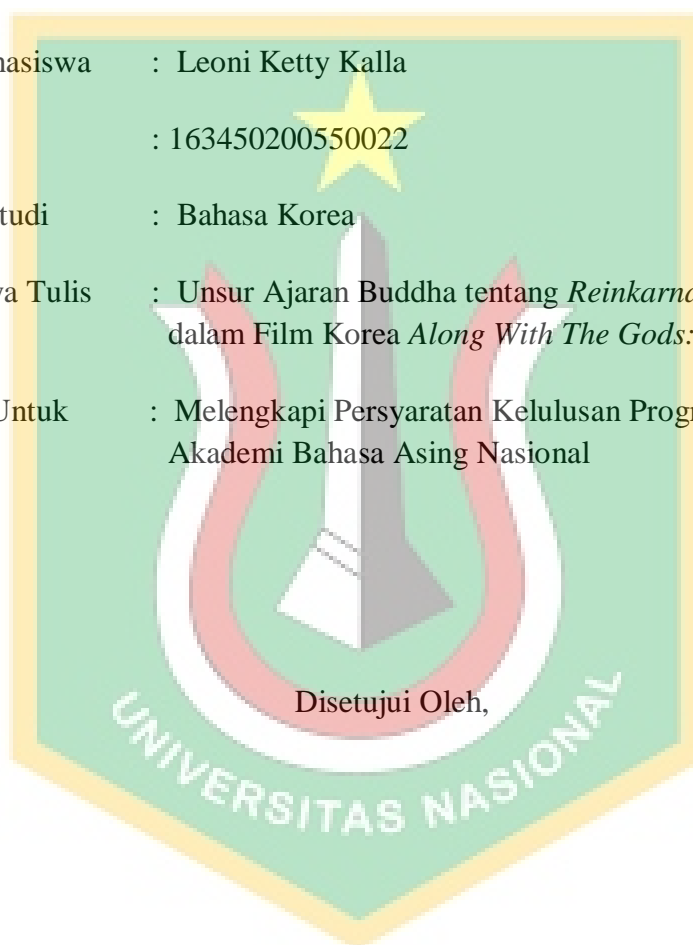 hasiswa : Leoni Ketty Kalla
: 163450200550022
tudi : Bahasa Korea
ya Tulis : Unsur Ajaran Buddha tentang Reinkarna
dalam Film Korea Along With The Gods:
Untuk : Melengkapi Persyaratan Kelulusan Progr
Akademi Bahasa Asing Nasional
Disetujui Oleh,
UNIVERSITAS NASIONAL